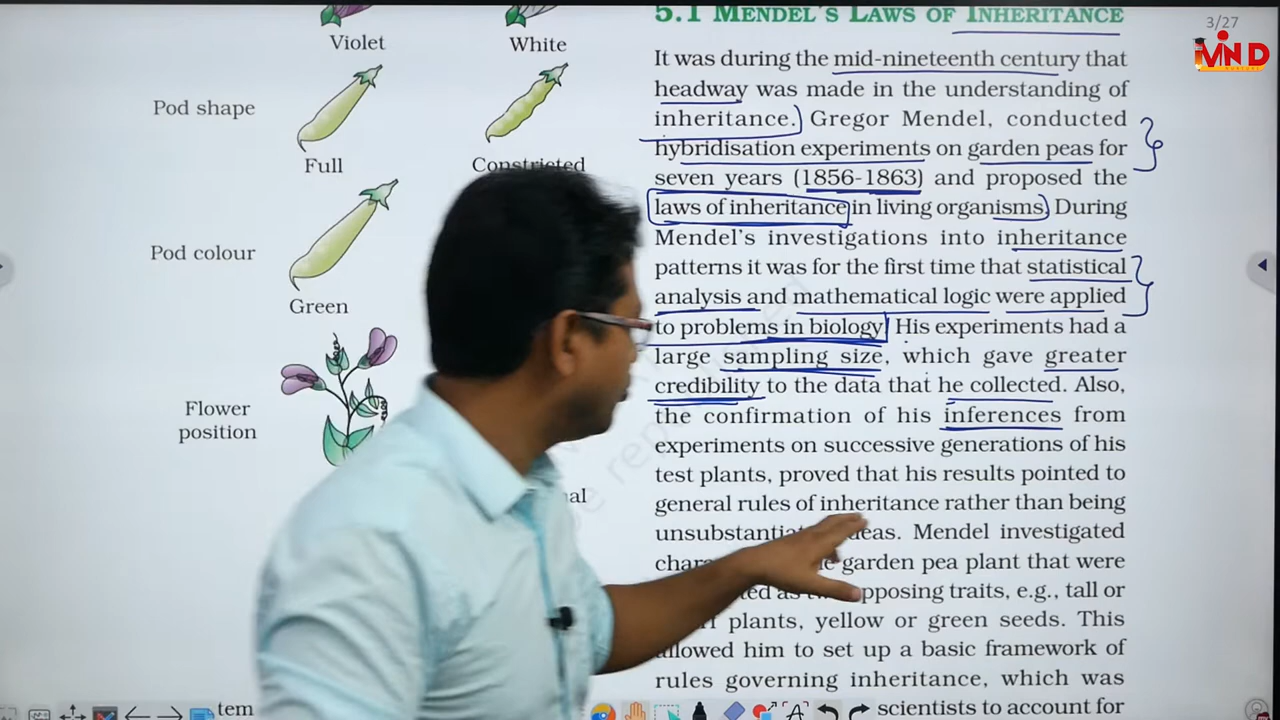 5.1 MENDEL'S LAWS OF INHERITANCE
3/27
MIND
Violet White
Pod shape
Full Constricted
Pod colour
Green
Flower
position
It was during the mid-nineteenth century that
headway was made in the understanding of
inheritance. Gregor Mendel, conducted
hybridisation experiments on garden peas for
seven years (1856-1863) and proposed the
laws of inheritance in living organisms. During
Mendel's investigations into inheritance
patterns it was for the first time that statistical
analysis and mathematical logic were applied
to problems in biology. His experiments had a
large sampling size, which gave greater
credibility to the data that he collected. Also,
the confirmation of his inferences from
experiments on successive generations of his
test plants, proved that his results pointed to
general rules of inheritance rather than being
ideas. Mendel investigated
garden pea plant that were
opposing traits, e.g., tall or
plants, yellow or green seeds. This
allowed him to set up a basic framework of
rules governing inheritance, which was
scientists to account for
tem